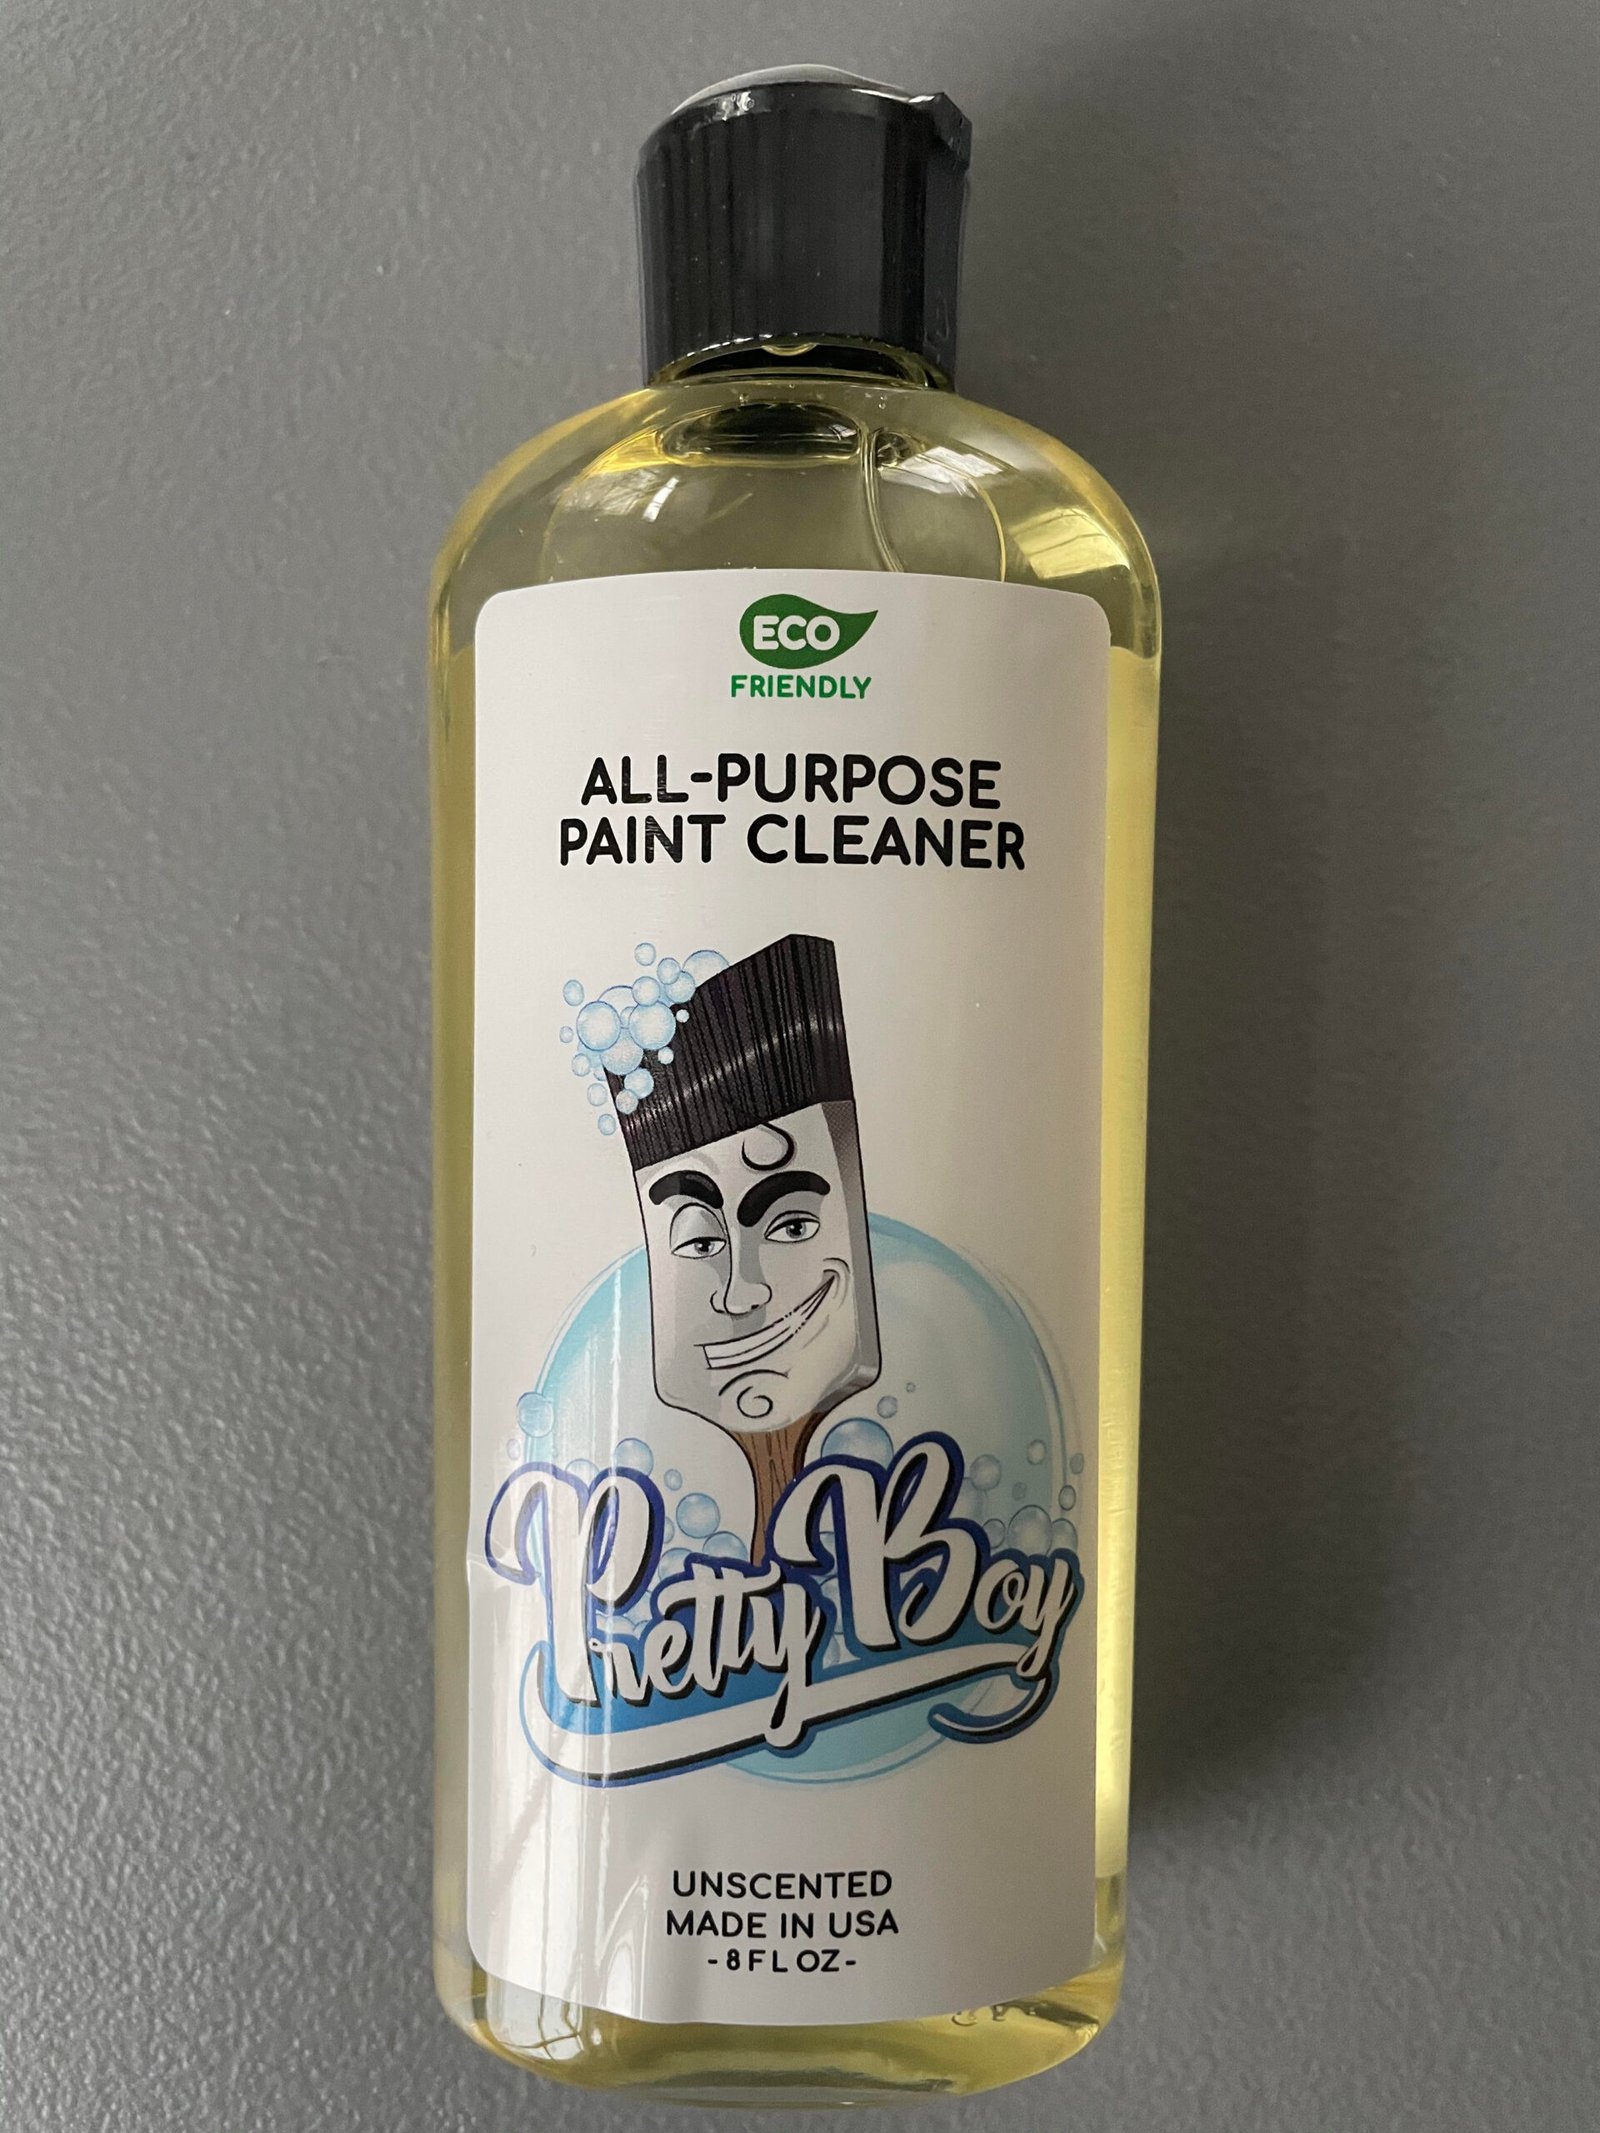 ECO
FRIENDLY
ALL-PURPOSE
PAINT CLEANER
Pretty Boy
UNSCENTED
MADE IN USA
-8 FL OZ-